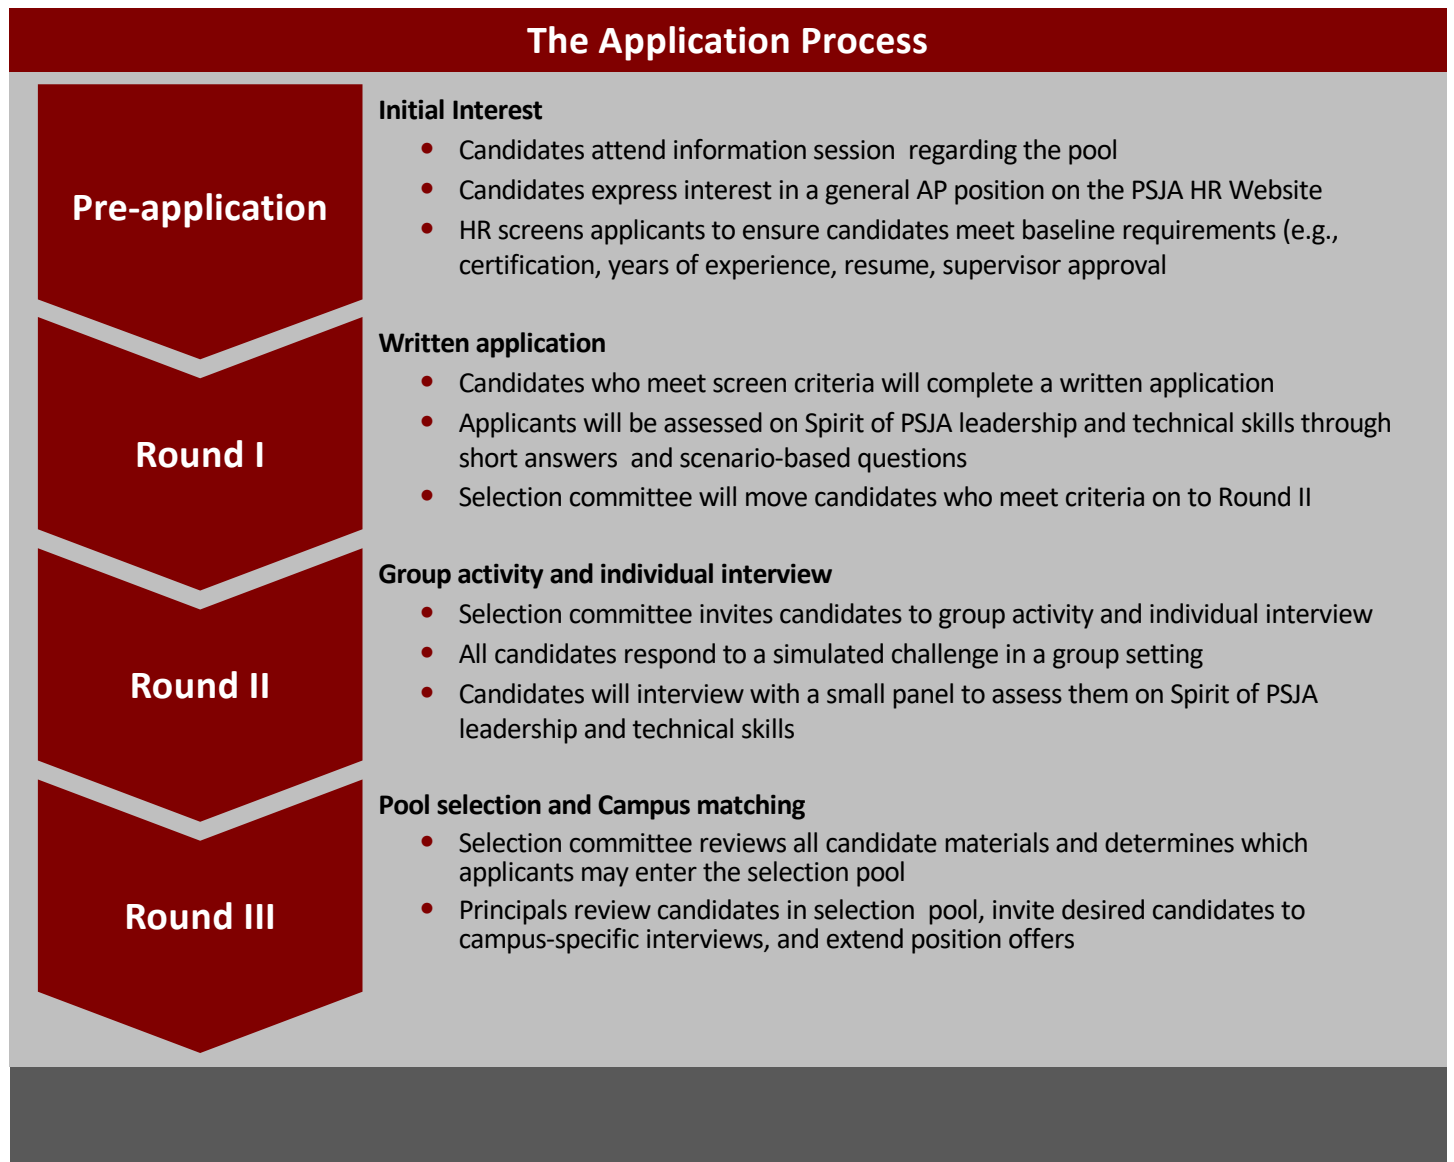 The Application Process
Pre-application
Initial Interest
• Candidates attend information session  regarding the pool
• Candidates express interest in a general AP position on the PSJA HR Website
• HR screens applicants to ensure candidates meet baseline requirements (e.g.,
certification, years of experience, resume, supervisor approval
Round I
Written application
• Candidates who meet screen criteria will complete a written application
• Applicants will be assessed on Spirit of PSJA leadership and technical skills through
short answers  and scenario-based questions
• Selection committee will move candidates who meet criteria on to Round II
Round II
Group activity and individual interview
• Selection committee invites candidates to group activity and individual interview
• All candidates respond to a simulated challenge in a group setting
• Candidates will interview with a small panel to assess them on Spirit of PSJA
leadership and technical skills
Round III
Pool selection and Campus matching
• Selection committee reviews all candidate materials and determines which
applicants may enter the selection pool
• Principals review candidates in selection  pool, invite desired candidates to
campus-specific interviews, and extend position offers